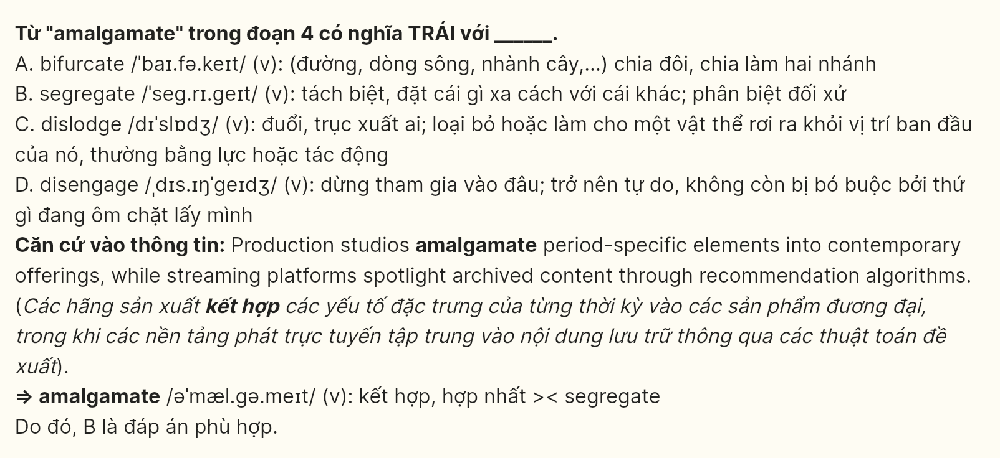 Từ "amalgamate" trong đoạn 4 có nghĩa TRÁI với ______.
A. bifurcate /ˈbaɪ.fə.keɪt/ (v): (đường, dòng sông, nhành cây,...) chia đôi, chia làm hai nhánh
B. segregate /ˈseɡ.rɪ.ɡeɪt/ (v): tách biệt, đặt cái gì xa cách với cái khác; phân biệt đối xử
C. dislodge /dɪˈslɒdʒ/ (v): đuổi, trục xuất ai; loại bỏ hoặc làm cho một vật thể rơi ra khỏi vị trí ban đầu
của nó, thường bằng lực hoặc tác động
D. disengage /ˌdɪs.ɪŋˈɡeɪdʒ/ (v): dừng tham gia vào đâu; trở nên tự do, không còn bị bó buộc bởi thứ
gì đang ôm chặt lấy mình
Căn cứ vào thông tin: Production studios amalgamate period-specific elements into contemporary
offerings, while streaming platforms spotlight archived content through recommendation algorithms.
(Các hãng sản xuất kết hợp các yếu tố đặc trưng của từng thời kỳ vào các sản phẩm đương đại,
trong khi các nền tảng phát trực tuyến tập trung vào nội dung lưu trữ thông qua các thuật toán đề
xuất).
⇒ amalgamate /əˈmæl.ɡə.meɪt/ (v): kết hợp, hợp nhất >< segregate
Do đó, B là đáp án phù hợp.